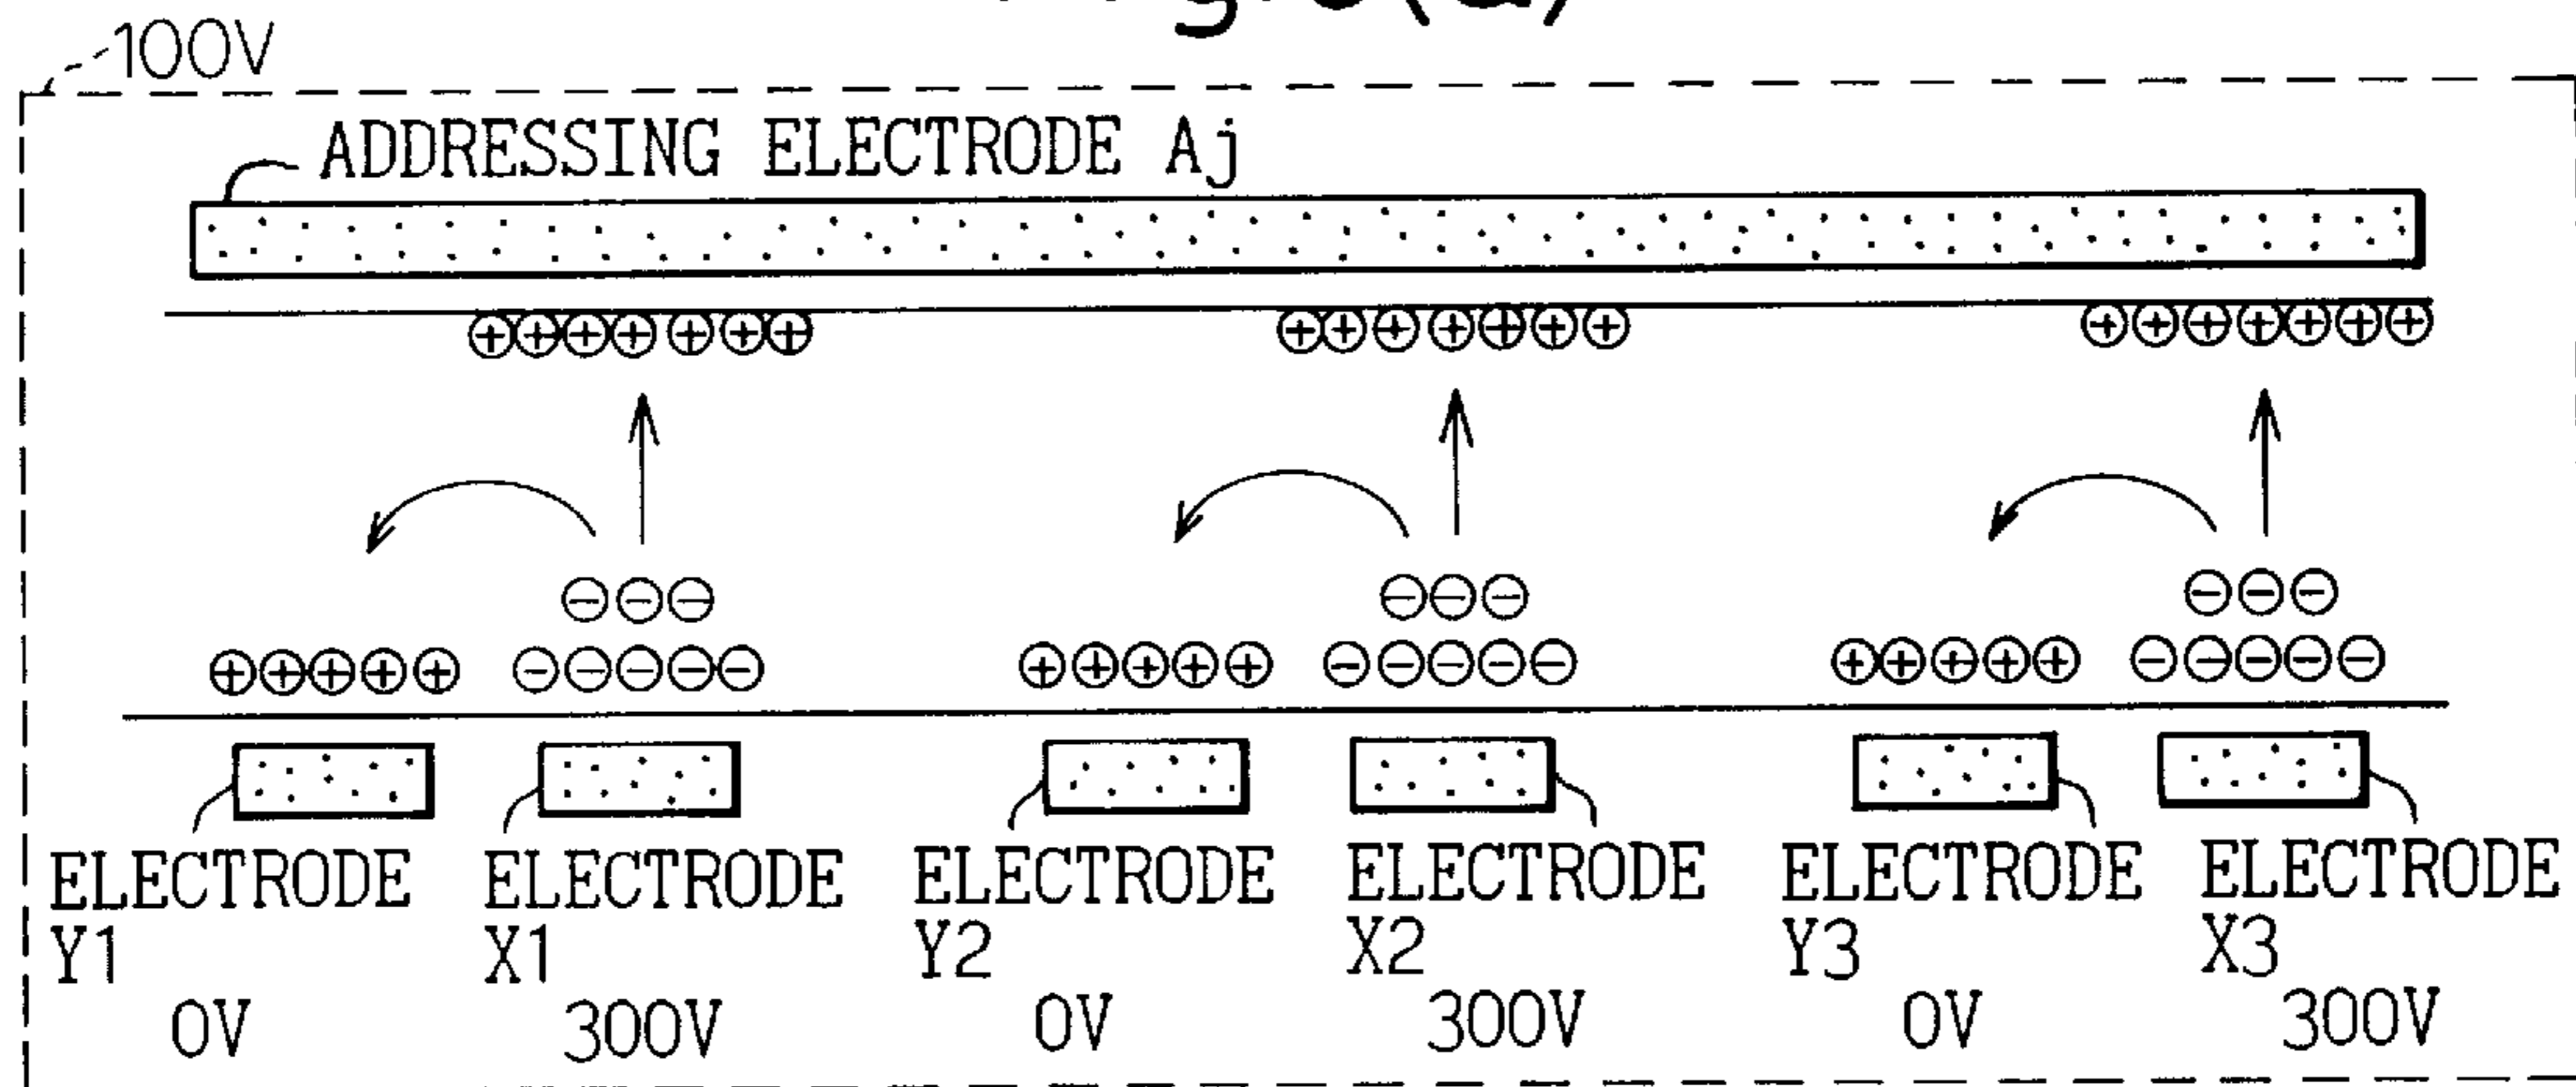 100V
ADDRESSING ELECTRODE Aj
ELECTRODE Y1
ELECTRODE X1
ELECTRODE Y2
ELECTRODE X2
ELECTRODE Y3
ELECTRODE X3
0V 300V 0V 300V 0V 300V